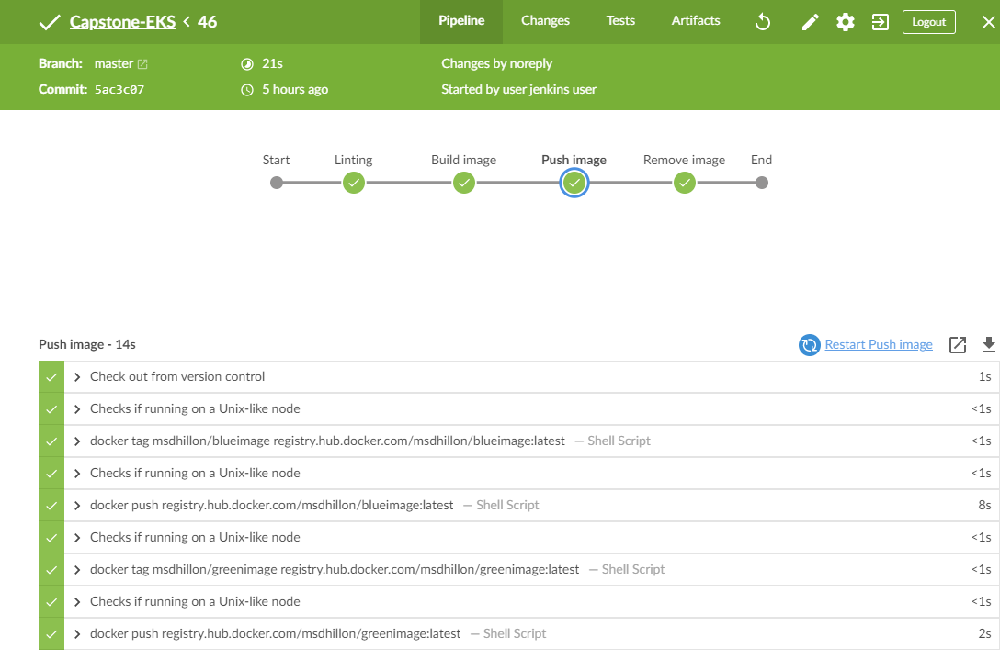 Capstone-EKS < 46 Pipeline Changes Tests Artifacts Logout
Branch: master 21s Changes by noreply
Commit: 5ac3c07 5 hours ago Started by user jenkins user
Start Linting Build image Push image Remove image End
Push image - 14s Restart Push image
Check out from version control 1s
Checks if running on a Unix-like node <1s
docker tag msdhillon/blueimage registry.hub.docker.com/msdhillon/blueimage:latest — Shell Script <1s
Checks if running on a Unix-like node <1s
docker push registry.hub.docker.com/msdhillon/blueimage:latest — Shell Script 8s
Checks if running on a Unix-like node <1s
docker tag msdhillon/greenimage registry.hub.docker.com/msdhillon/greenimage:latest — Shell Script <1s
Checks if running on a Unix-like node <1s
docker push registry.hub.docker.com/msdhillon/greenimage:latest — Shell Script 2s